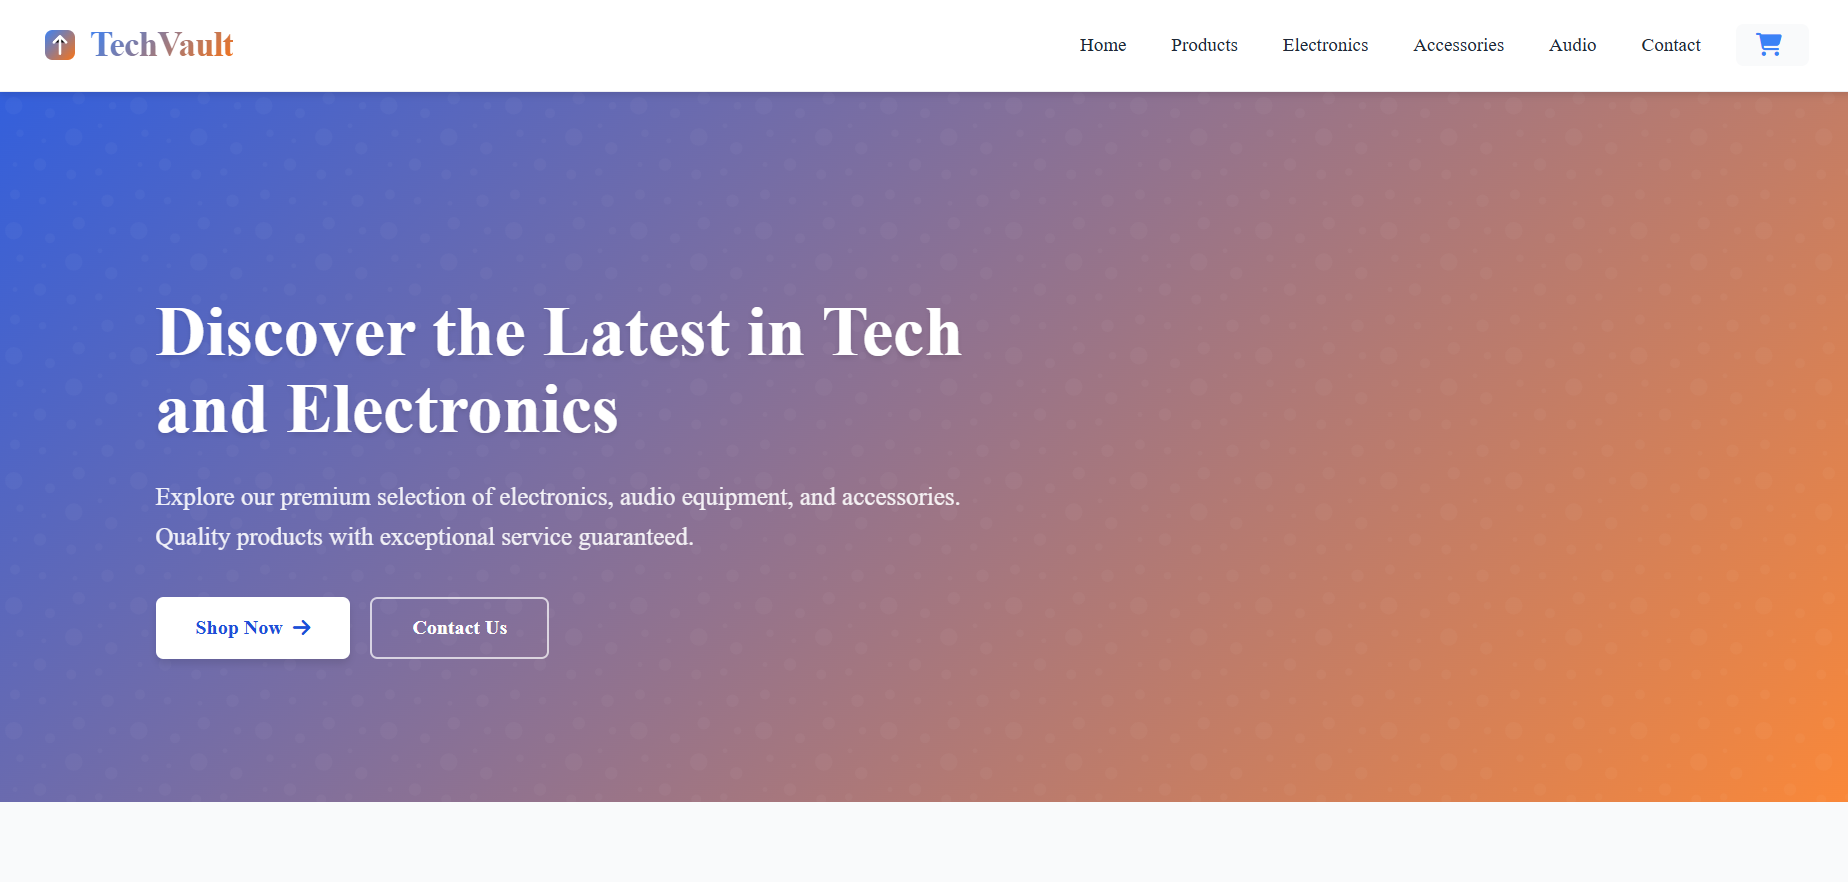 TechVault
Home Products Electronics Accessories Audio Contact
Discover the Latest in Tech
and Electronics
Explore our premium selection of electronics, audio equipment, and accessories.
Quality products with exceptional service guaranteed.
Shop Now Contact Us